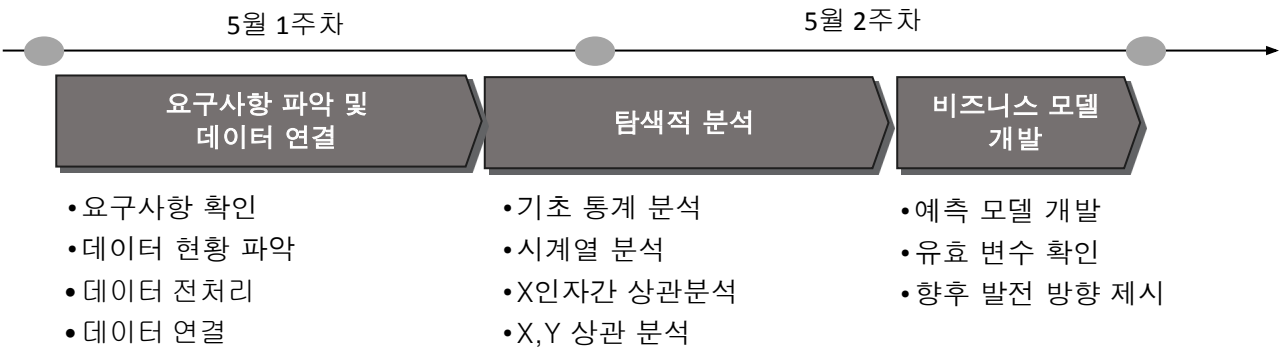 5월 1주차
5월 2주차
요구사항 파악 및
데이터 연결
탐색적 분석
비즈니스 모델
개발
•요구사항 확인
•데이터 현황 파악
•데이터 전처리
•데이터 연결
•기초 통계 분석
•시계열 분석
•X인자간 상관분석
•X,Y 상관 분석
•예측 모델 개발
•유효 변수 확인
•향후 발전 방향 제시